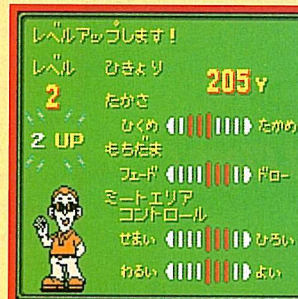 レベルアップします！
レベル ひきょり
2 205Y
たかさ
2 UP ひくめ たかめ
もちだま
フェード ドロー
ミートエリア
コントロール
せまい ひろい
わるい よい